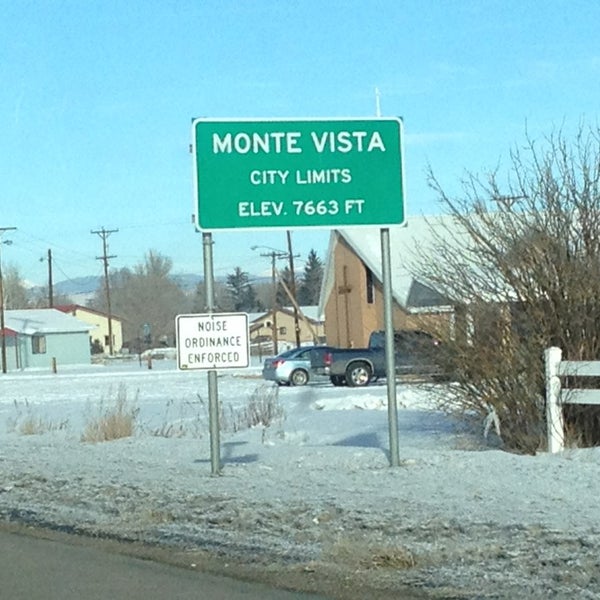 MONTE VISTA
CITY LIMITS
ELEV. 7663 FT
NOISE
ORDINANCE
ENFORCED